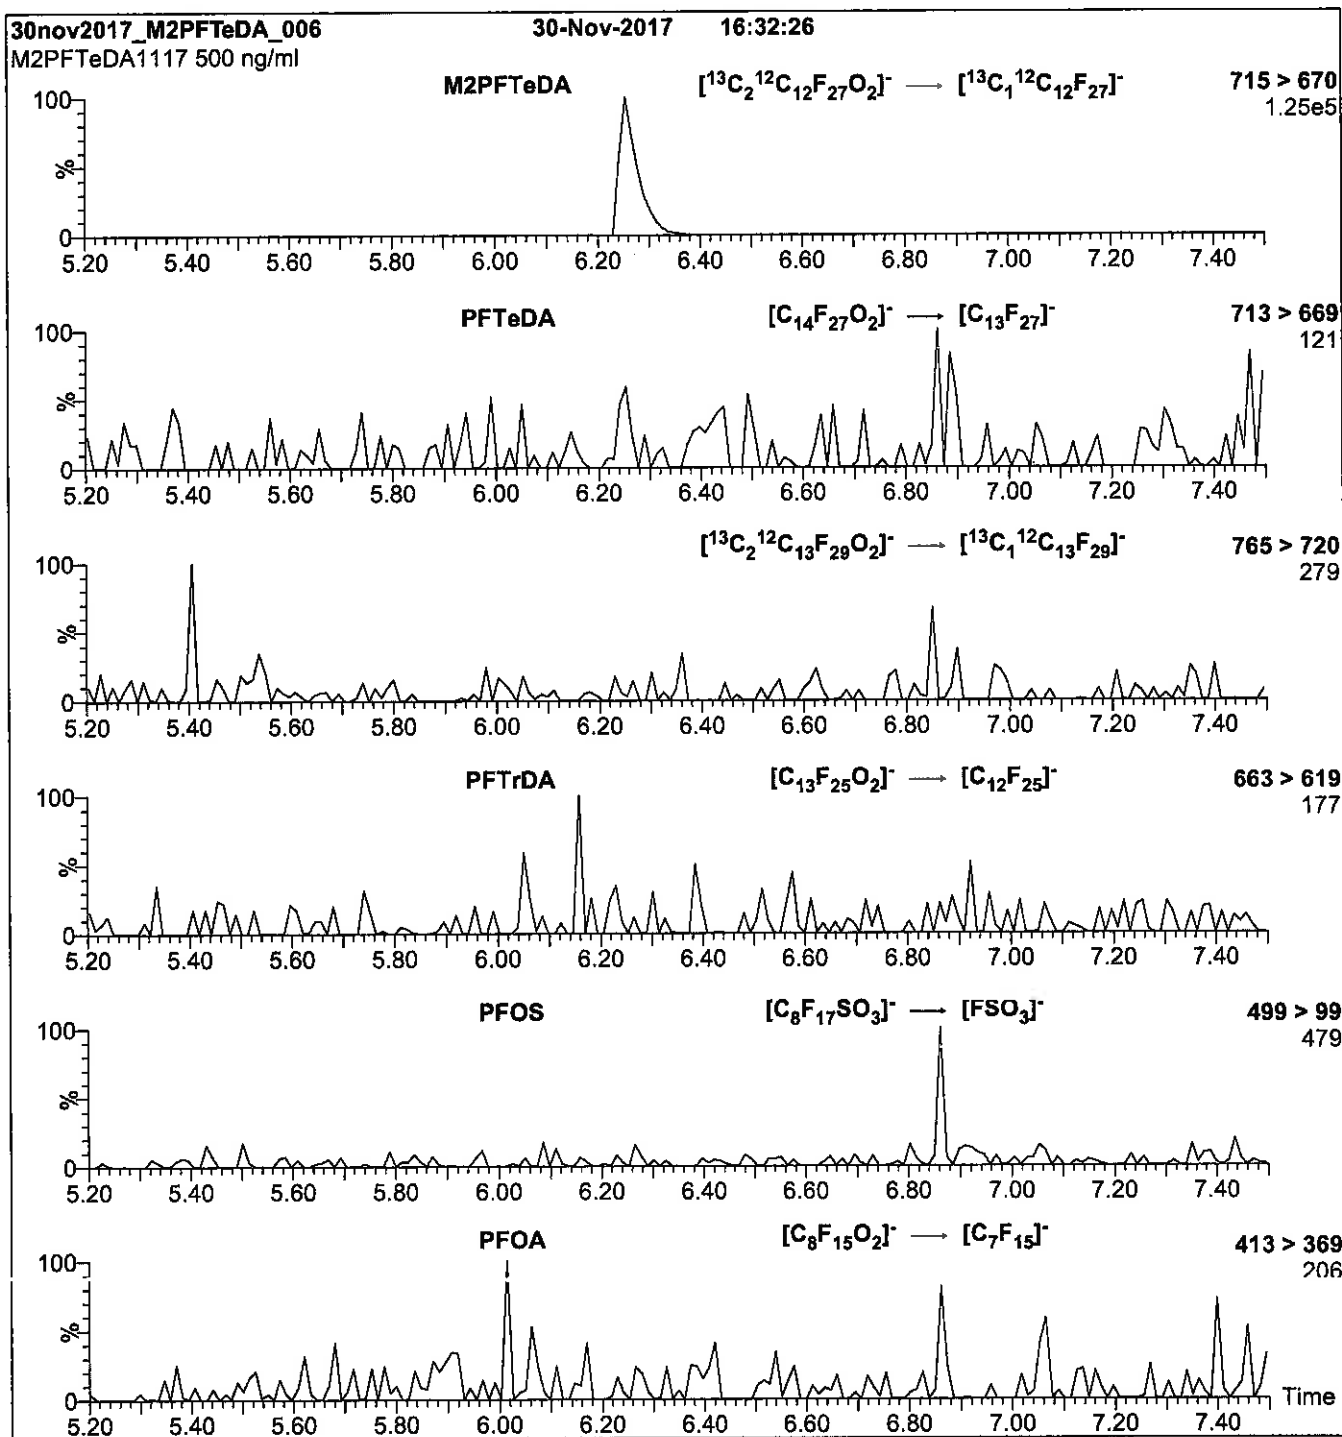 30nov2017_M2PFTeDA_006 30-Nov-2017 16:32:26
M2PFTeDA1117 500 ng/ml
M2PFTeDA [¹³C₂¹²C₁₂F₂₇O₂]⁻ → [¹³C₁¹²C₁₂F₂₇]⁻ 715 > 670
1.25e5
100
%
0
5.20 5.40 5.60 5.80 6.00 6.20 6.40 6.60 6.80 7.00 7.20 7.40
PFTeDA [C₁₄F₂₇O₂]⁻ → [C₁₃F₂₇]⁻ 713 > 669
121
100
%
0
5.20 5.40 5.60 5.80 6.00 6.20 6.40 6.60 6.80 7.00 7.20 7.40
[¹³C₂¹²C₁₃F₂₉O₂]⁻ → [¹³C₁¹²C₁₃F₂₉]⁻ 765 > 720
279
100
%
0
5.20 5.40 5.60 5.80 6.00 6.20 6.40 6.60 6.80 7.00 7.20 7.40
PFTrDA [C₁₃F₂₅O₂]⁻ → [C₁₂F₂₅]⁻ 663 > 619
177
100
%
0
5.20 5.40 5.60 5.80 6.00 6.20 6.40 6.60 6.80 7.00 7.20 7.40
PFOS [C₈F₁₇SO₃]⁻ → [FSO₃]⁻ 499 > 99
479
100
%
0
5.20 5.40 5.60 5.80 6.00 6.20 6.40 6.60 6.80 7.00 7.20 7.40
PFOA [C₈F₁₅O₂]⁻ → [C₇F₁₅]⁻ 413 > 369
206
100
%
0
Time
5.20 5.40 5.60 5.80 6.00 6.20 6.40 6.60 6.80 7.00 7.20 7.40